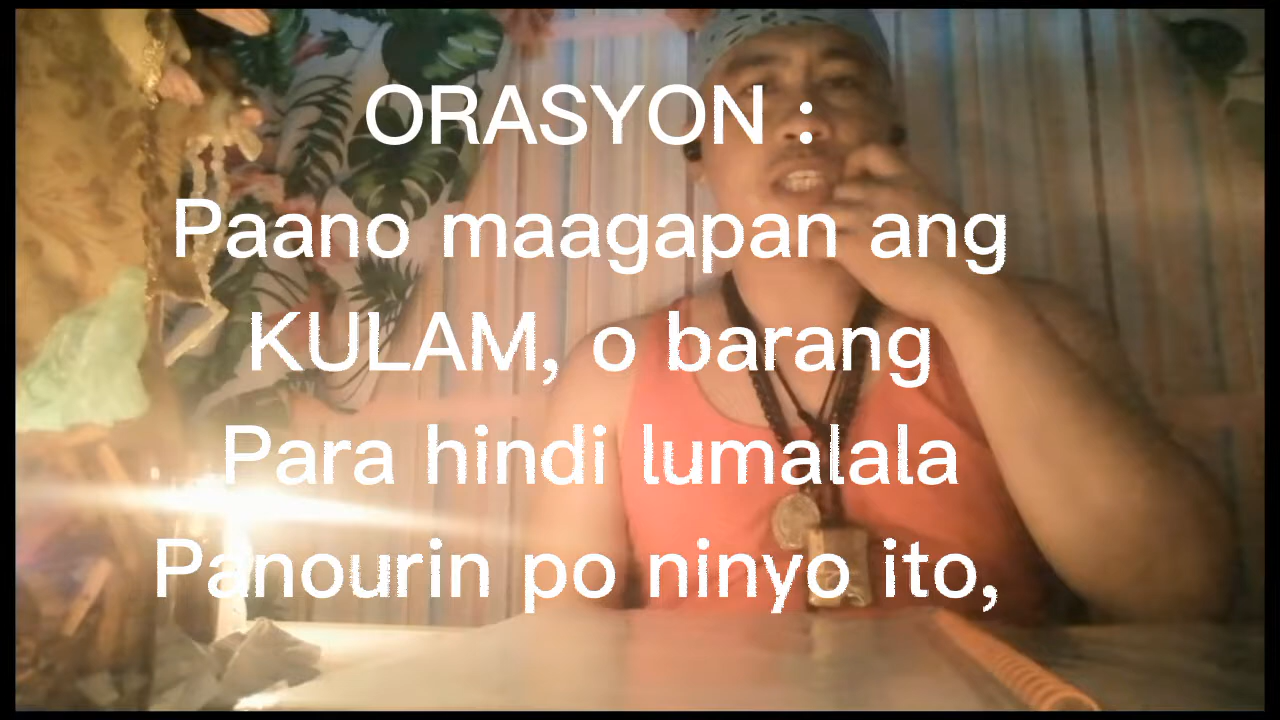 ORASYON :
Paano maagapan ang
KULAM, o barang
Para hindi lumalala
Panourin po ninyo ito,